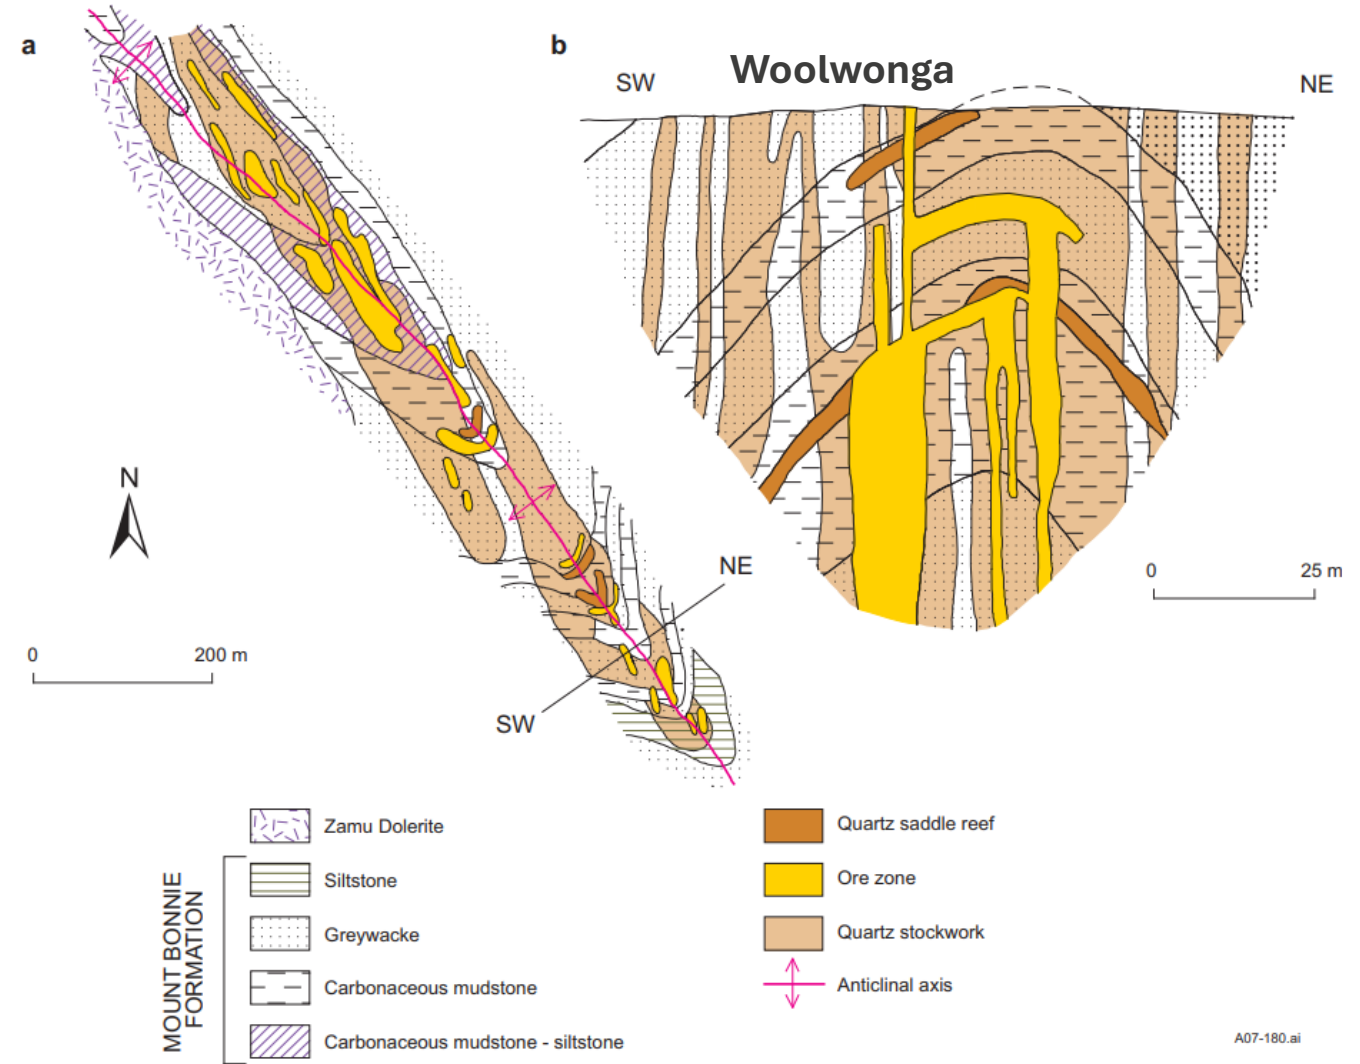 a
b
Woolwonga
SW
NE
N
0
25 m
NE
0
200 m
SW
Zamu Dolerite
Siltstone
Greywacke
Carbonaceous mudstone
Carbonaceous mudstone - siltstone
MOUNT BONNIE
FORMATION
Quartz saddle reef
Ore zone
Quartz stockwork
Anticlinal axis
A07-180.ai